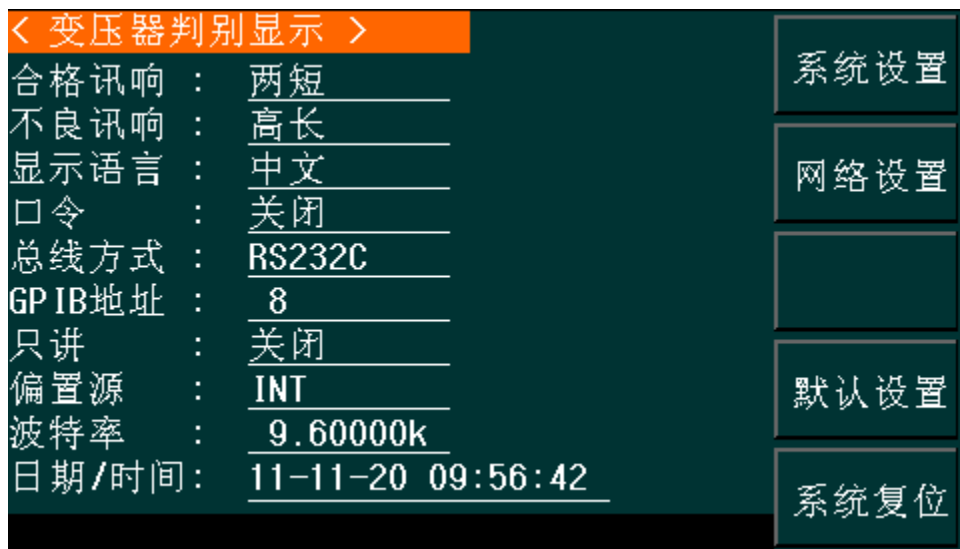 < 变压器判别显示 >
合格讯响 : 两短
不良讯响 : 高长
显示语言 : 中文
口令 : 关闭
总线方式 : RS232C
GPIB地址 : 8
只讲 : 关闭
偏置源 : INT
波特率 : 9.60000k
日期/时间: 11-11-20 09:56:42
系统设置
网络设置
默认设置
系统复位